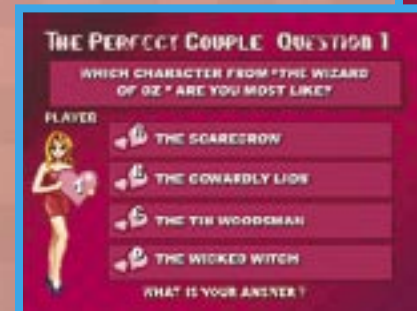 THE PERFECT COUPLE QUESTION 1
WHICH CHARACTER FROM "THE WIZARD
OF OZ" ARE YOU MOST LIKE?
PLAYER
1
THE SCARECROW
THE COWARDLY LION
THE TIN WOODSMAN
THE WICKED WITCH
WHAT IS YOUR ANSWER?